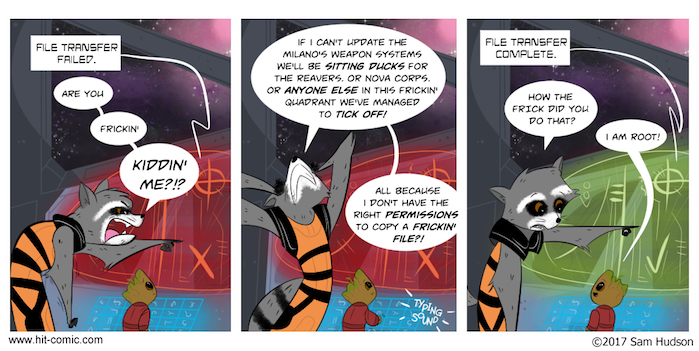 FILE TRANSFER
FAILED.
ARE YOU
FRICKIN'
KIDDIN'
ME?!?
IF I CAN'T UPDATE THE
MILANO'S WEAPON SYSTEMS
WE'LL BE SITTING DUCKS FOR
THE REAVERS. OR NOVA CORPS.
OR ANYONE ELSE IN THIS FRICKIN'
QUADRANT WE'VE MANAGED
TO TICK OFF!
ALL BECAUSE
I DON'T HAVE THE
RIGHT PERMISSIONS
TO COPY A FRICKIN'
FILE?!
TYPING
SOUND
FILE TRANSFER
COMPLETE.
HOW THE
FRICK DID YOU
DO THAT?
I AM ROOT!
www.hit-comic.com
©2017 Sam Hudson